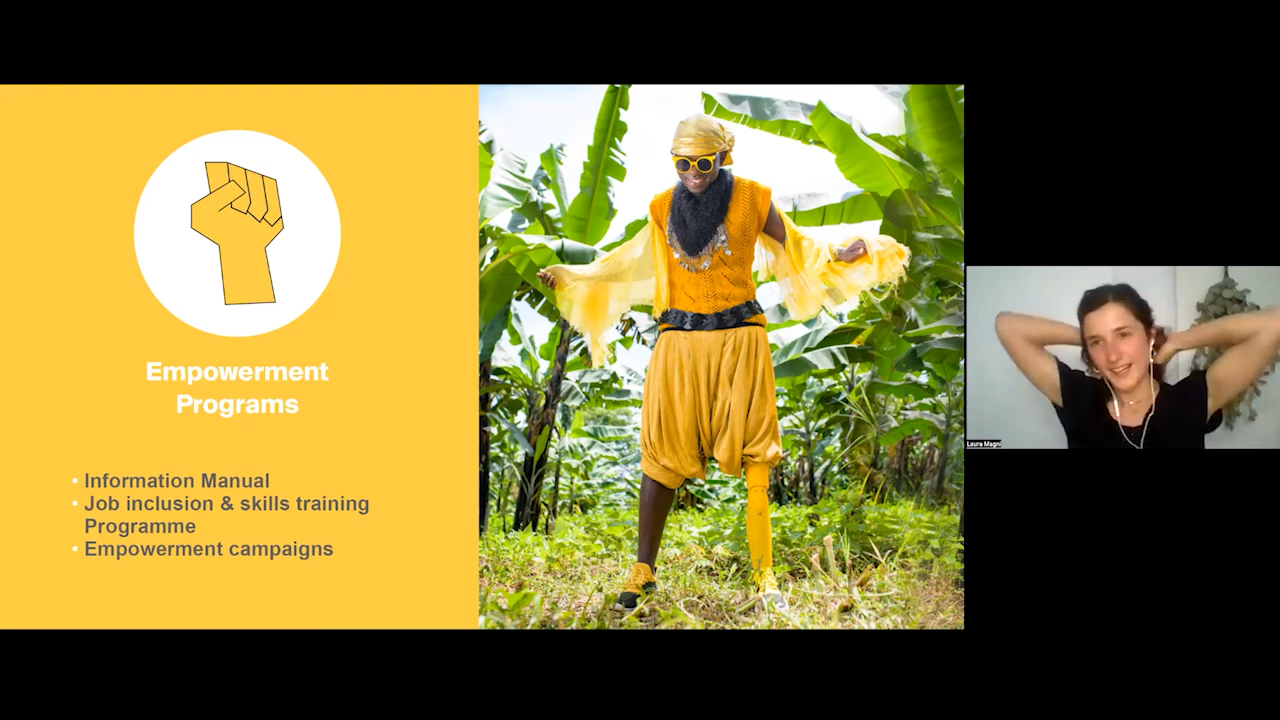 Empowerment
Programs
• Information Manual
• Job inclusion & skills training
Programme
• Empowerment campaigns
Laura Magni